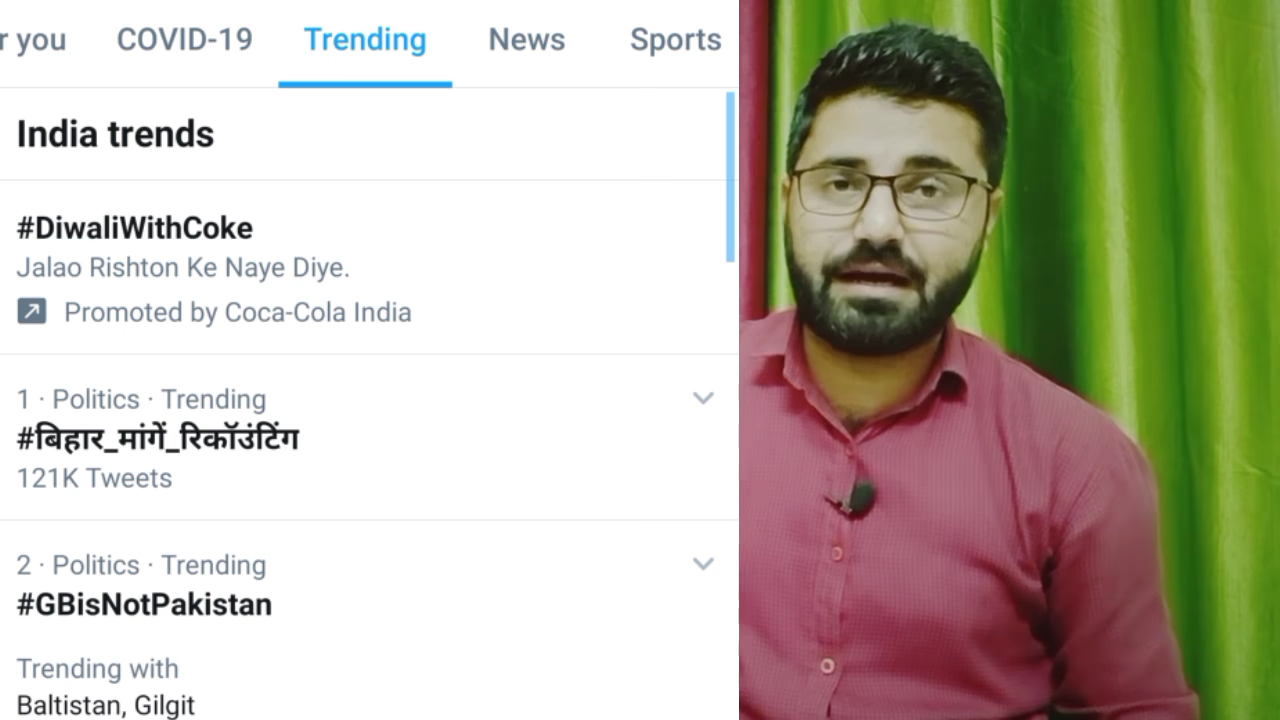 r you COVID-19 Trending News Sports
India trends
#DiwaliWithCoke
Jalao Rishton Ke Naye Diye.
Promoted by Coca-Cola India
1 · Politics · Trending
#बिहार_मांगें_रिकॉउंटिंग
121K Tweets
2 · Politics · Trending
#GBisNotPakistan
Trending with
Baltistan, Gilgit